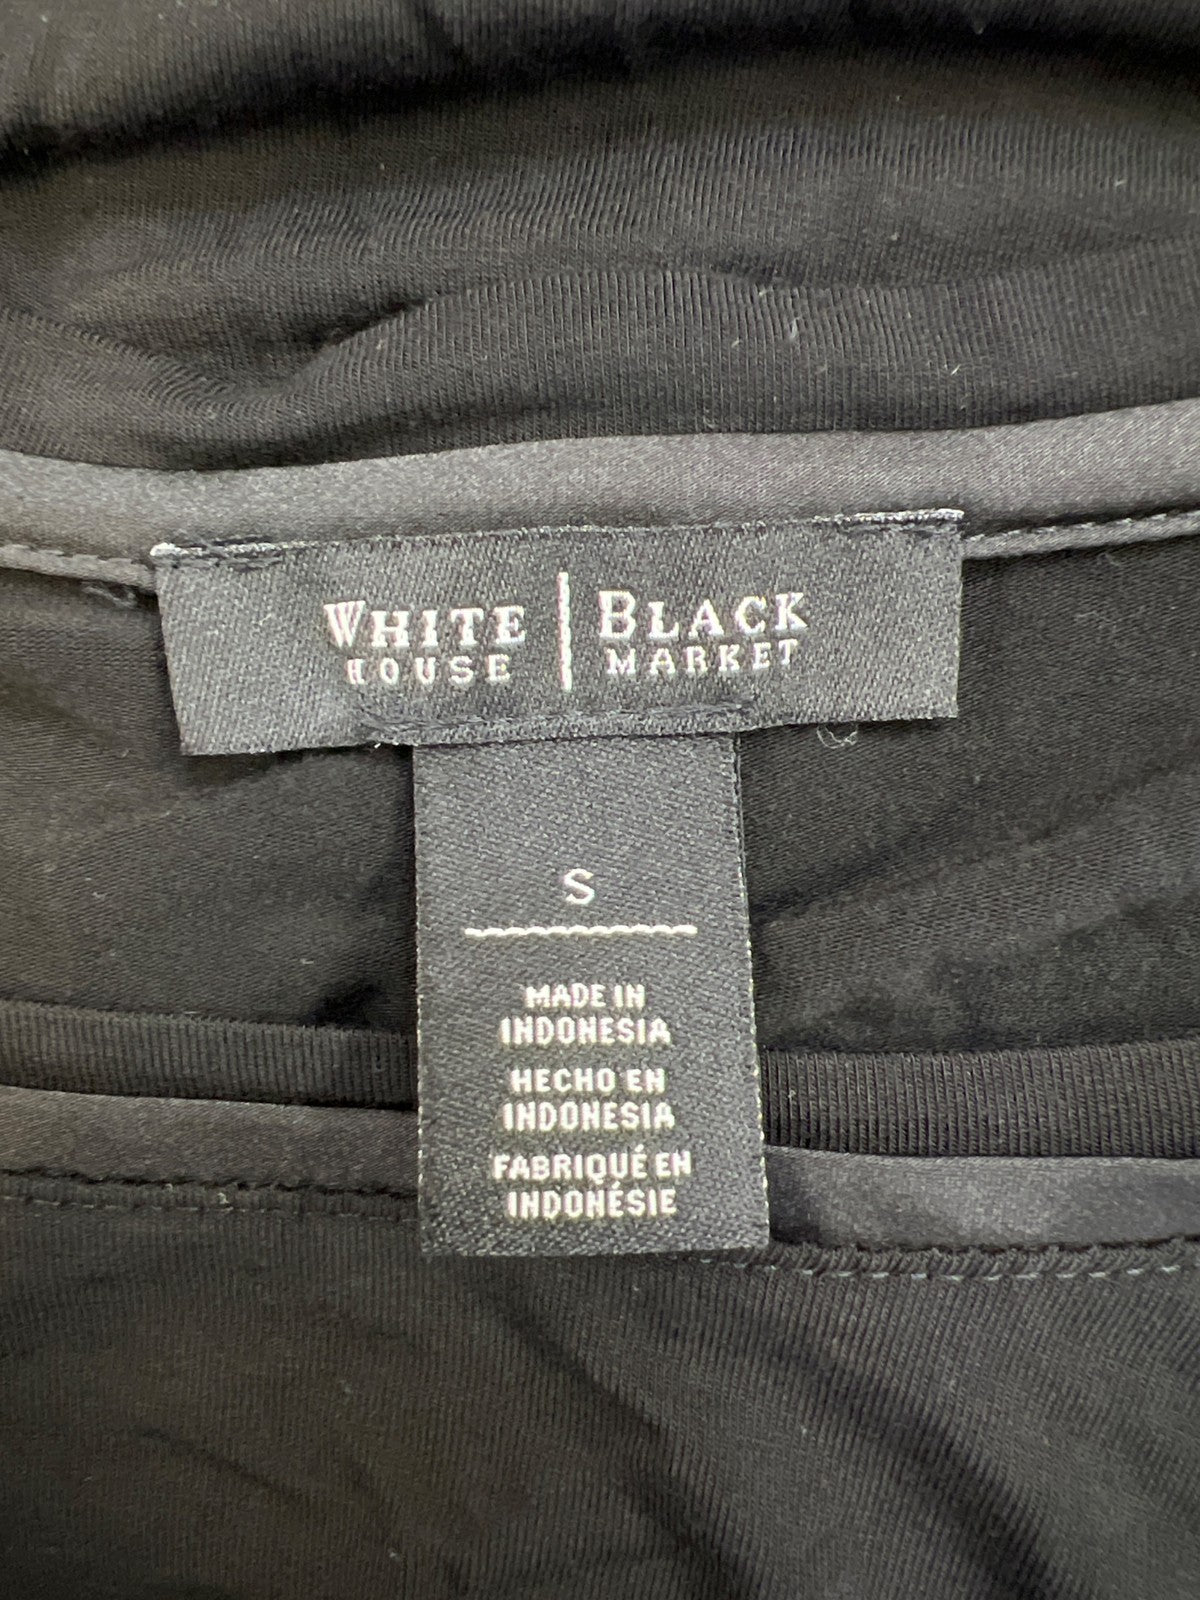 WHITE | BLACK
HOUSE | MARKET
S
MADE IN
INDONESIA
HECHO EN
INDONESIA
FABRIQUÉ EN
INDONÉSIE